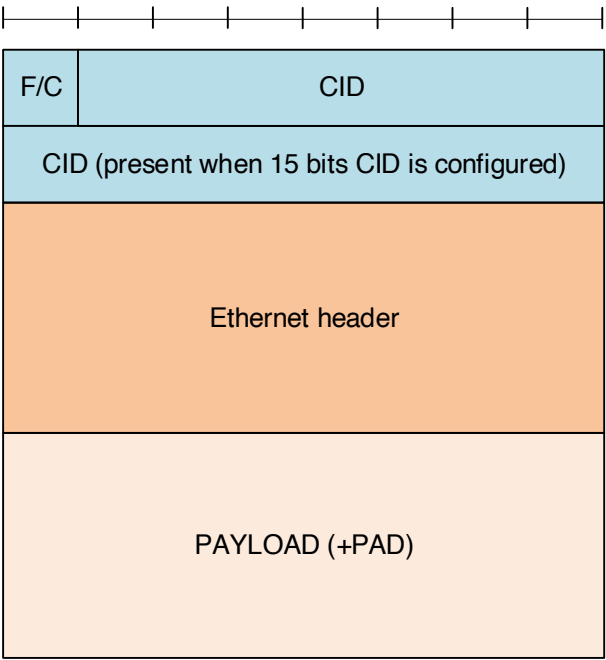 F/C CID
CID (present when 15 bits CID is configured)
Ethernet header
PAYLOAD (+PAD)